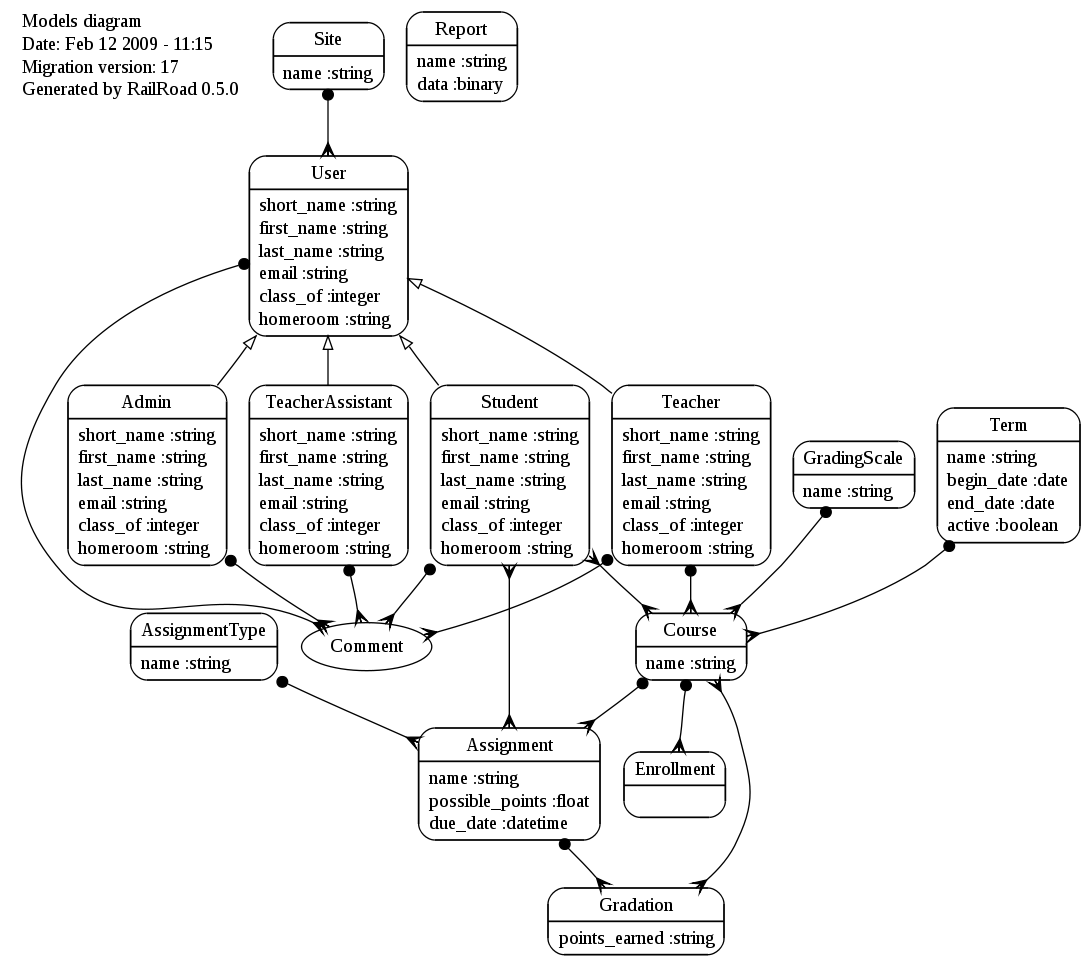 Models diagram
Date: Feb 12 2009 - 11:15
Migration version: 17
Generated by RailRoad 0.5.0
Site
name :string
Report
name :string
data :binary
User
short_name :string
first_name :string
last_name :string
email :string
class_of :integer
homeroom :string
Admin
short_name :string
first_name :string
last_name :string
email :string
class_of :integer
homeroom :string
TeacherAssistant
short_name :string
first_name :string
last_name :string
email :string
class_of :integer
homeroom :string
Student
short_name :string
first_name :string
last_name :string
email :string
class_of :integer
homeroom :string
Teacher
short_name :string
first_name :string
last_name :string
email :string
class_of :integer
homeroom :string
GradingScale
name :string
Term
name :string
begin_date :date
end_date :date
active :boolean
AssignmentType
name :string
Comment
Course
name :string
Assignment
name :string
possible_points :float
due_date :datetime
Enrollment
Gradation
points_earned :string